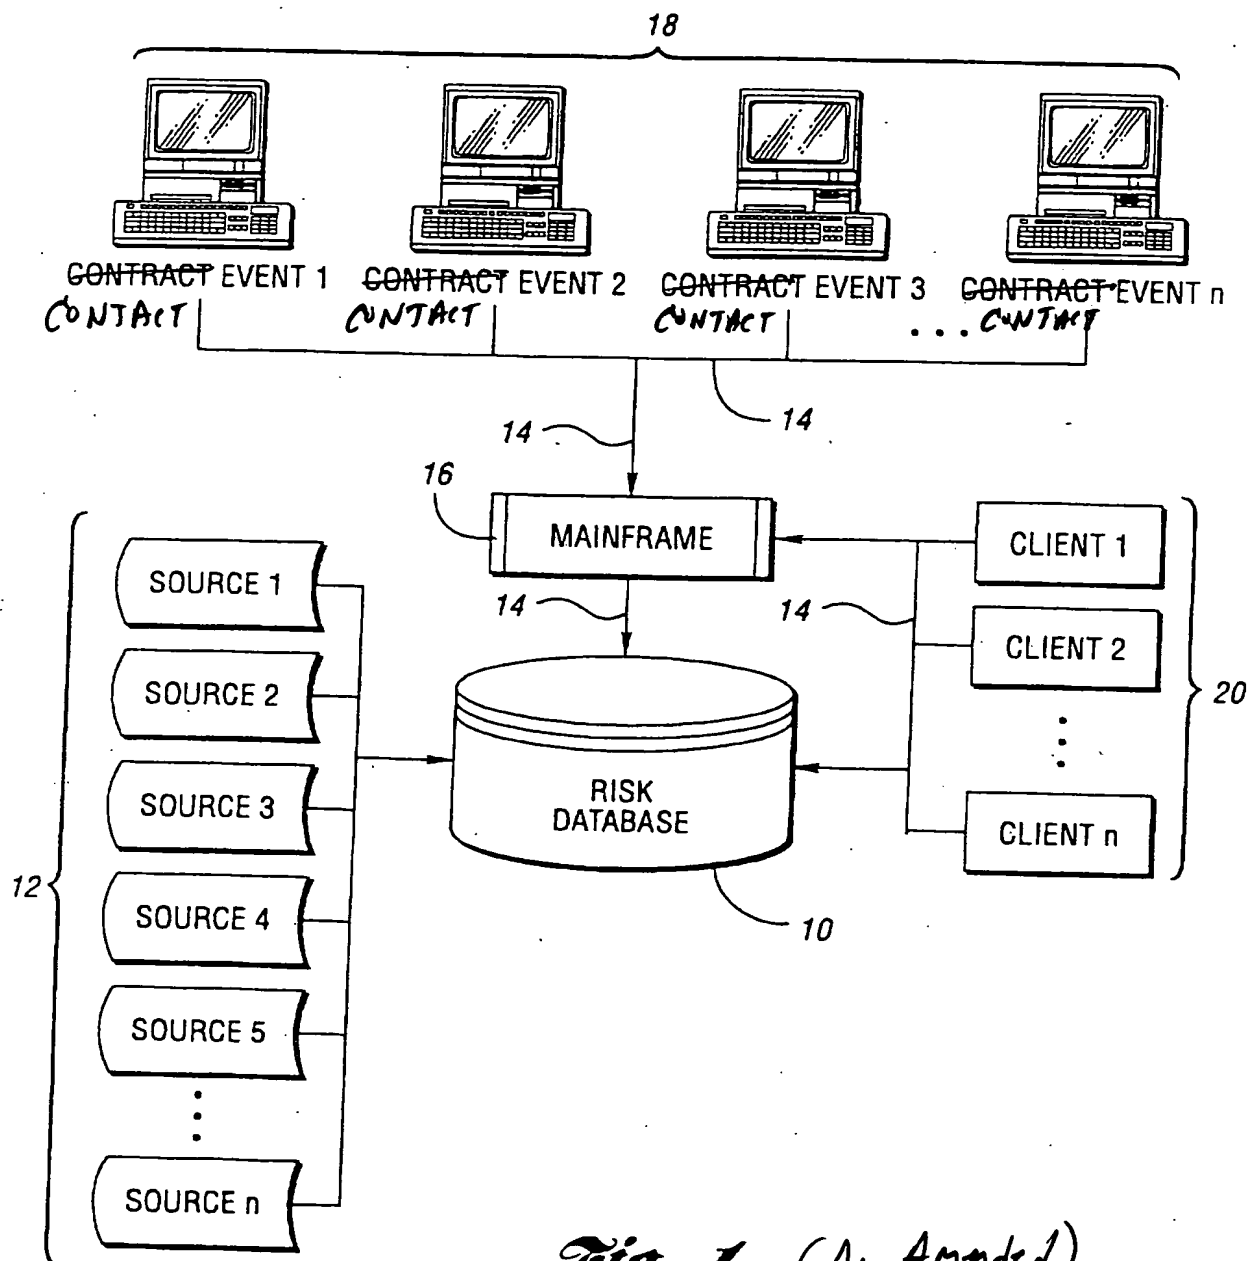 18
CONTRACT EVENT 1 CONTRACT EVENT 2 CONTRACT EVENT 3 CONTRACT EVENT n
CONTACT CONTACT CONTACT ... CONTACT
14
14
16
MAINFRAME
14
14
CLIENT 1
CLIENT 2
CLIENT n
20
SOURCE 1
SOURCE 2
SOURCE 3
SOURCE 4
SOURCE 5
SOURCE n
12
RISK
DATABASE
10
Fig. 1 (As Amended)